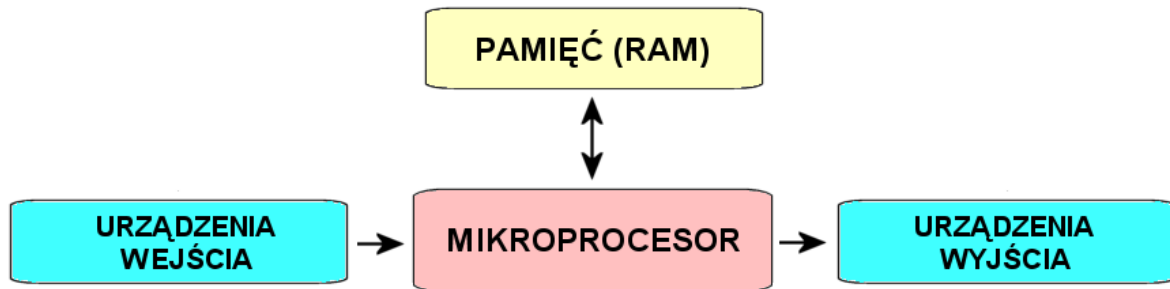 PAMIĘĆ (RAM)
URZĄDZENIA
WEJŚCIA
MIKROPROCESOR
URZĄDZENIA
WYJŚCIA